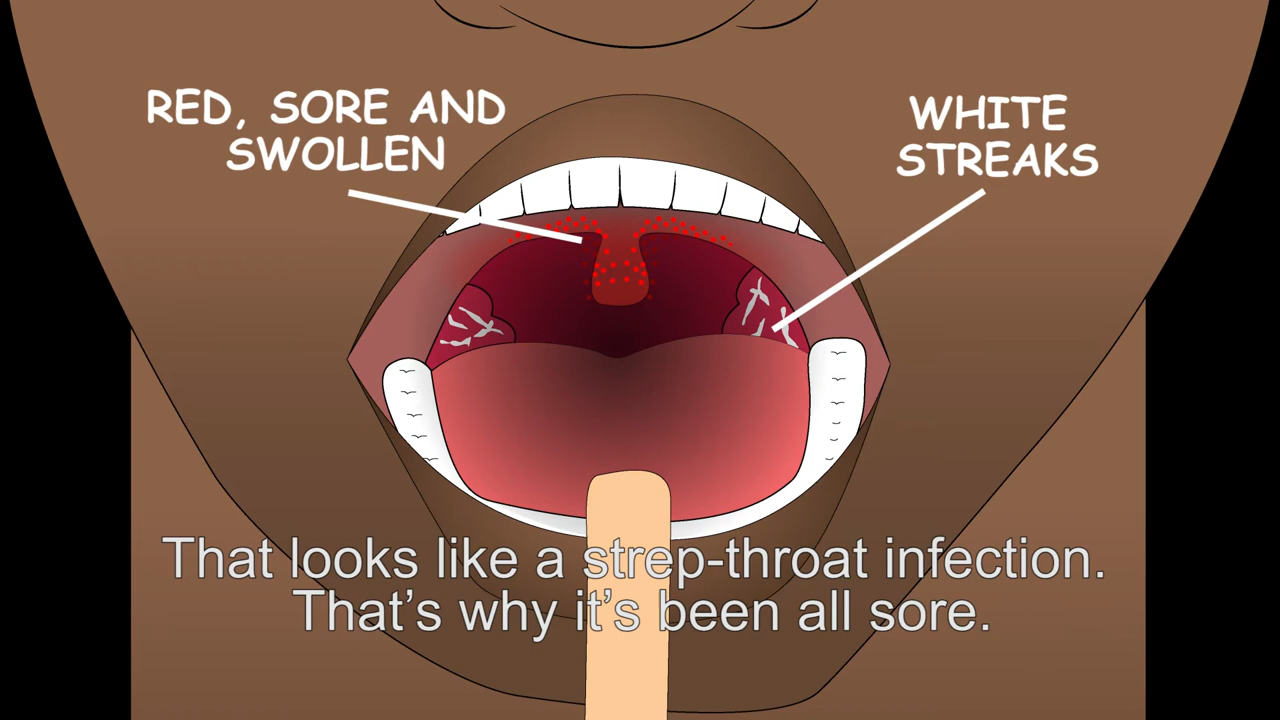 RED, SORE AND
SWOLLEN
WHITE
STREAKS
That looks like a strep-throat infection.
That’s why it’s been all sore.